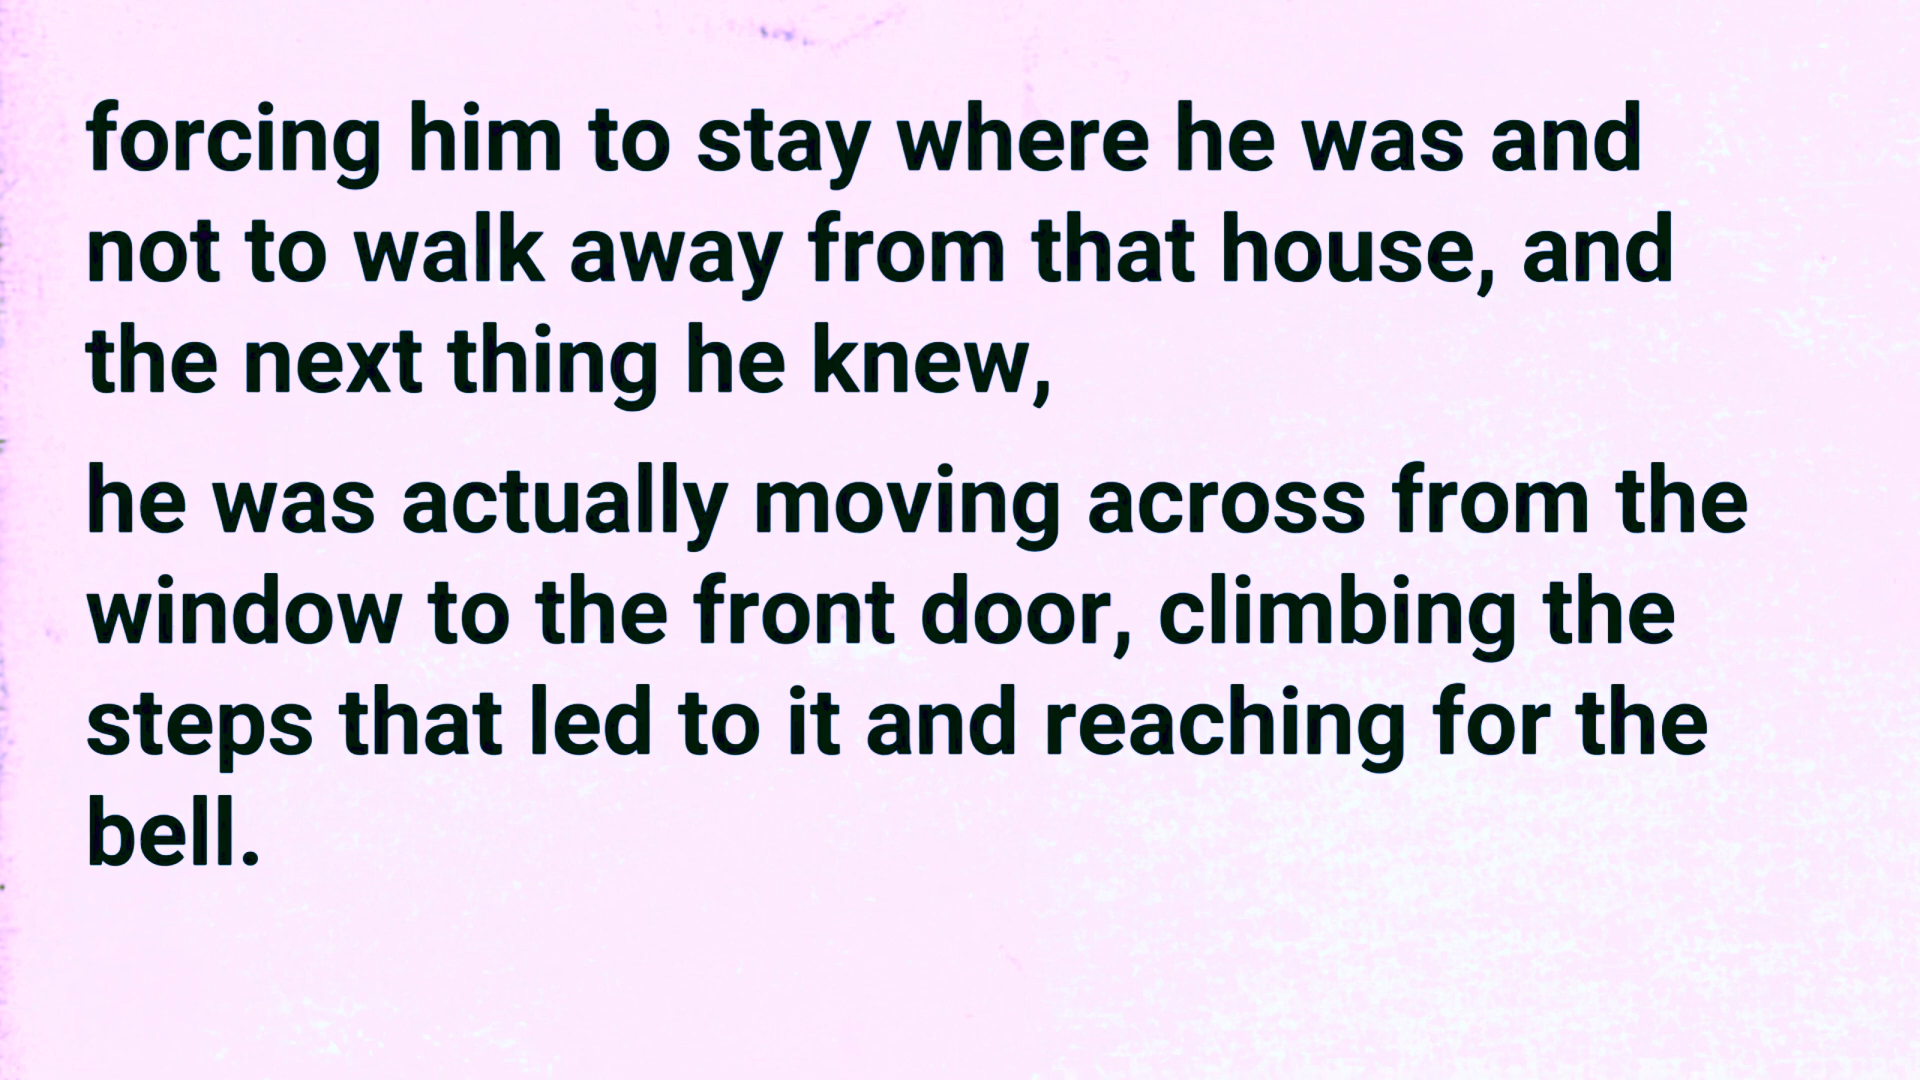 forcing him to stay where he was and
not to walk away from that house, and
the next thing he knew,
he was actually moving across from the
window to the front door, climbing the
steps that led to it and reaching for the
bell.